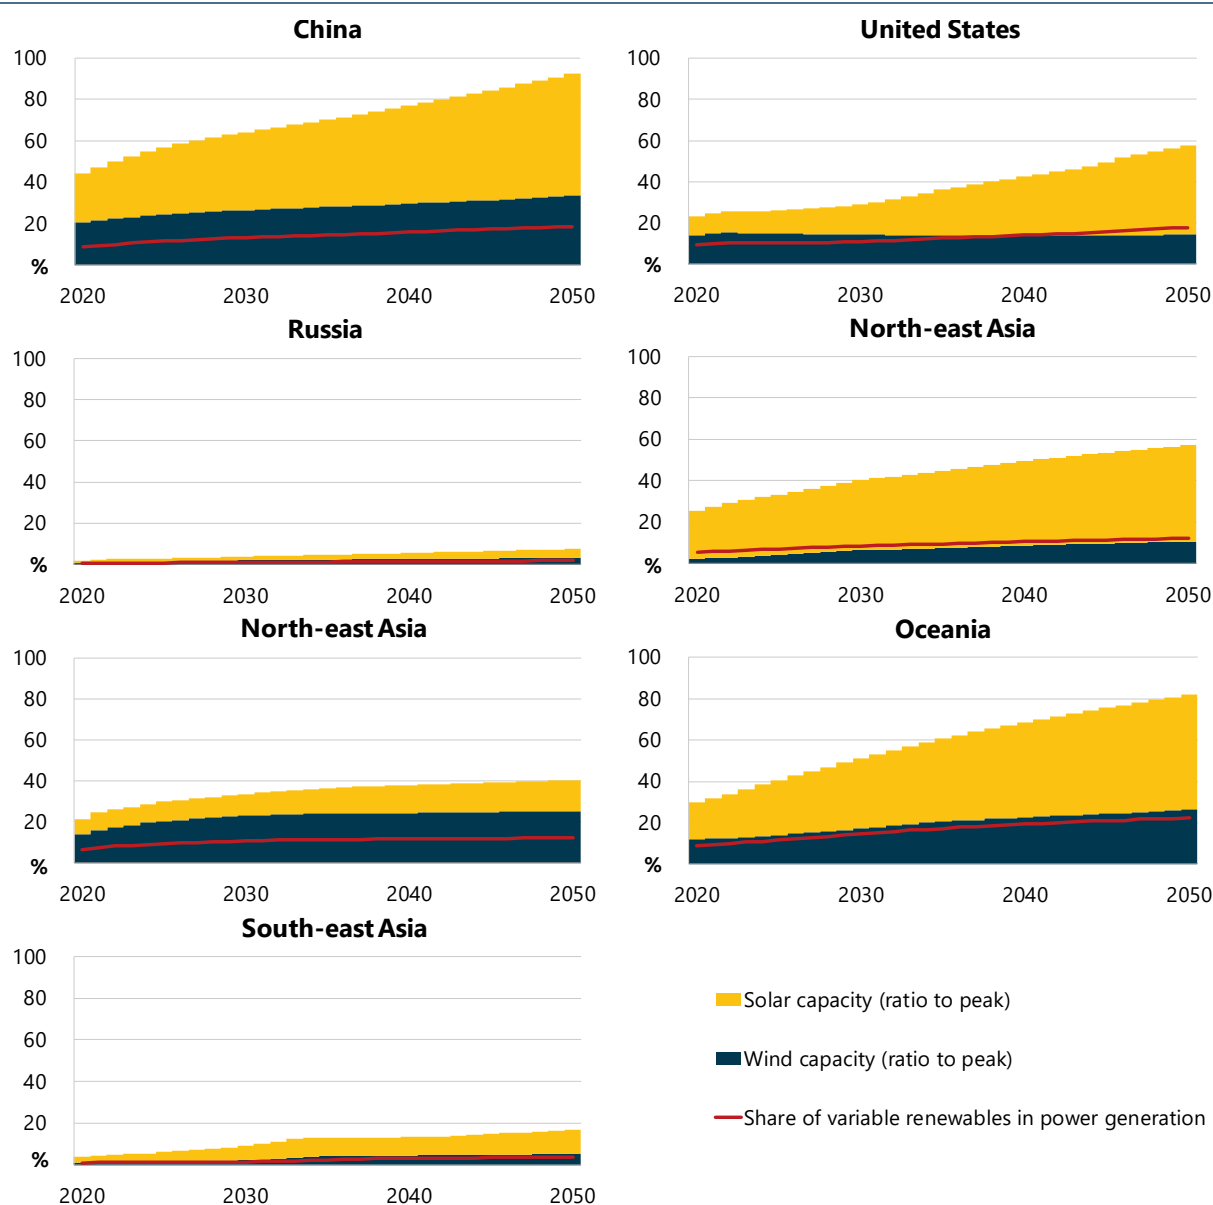 China
100
80
60
40
20
%
2020 2030 2040 2050
United States
100
80
60
40
20
%
2020 2030 2040 2050
Russia
100
80
60
40
20
%
2020 2030 2040 2050
North-east Asia
100
80
60
40
20
%
2020 2030 2040 2050
North-east Asia
100
80
60
40
20
%
2020 2030 2040 2050
Oceania
100
80
60
40
20
%
2020 2030 2040 2050
South-east Asia
100
80
60
40
20
%
2020 2030 2040 2050
Solar capacity (ratio to peak)
Wind capacity (ratio to peak)
Share of variable renewables in power generation